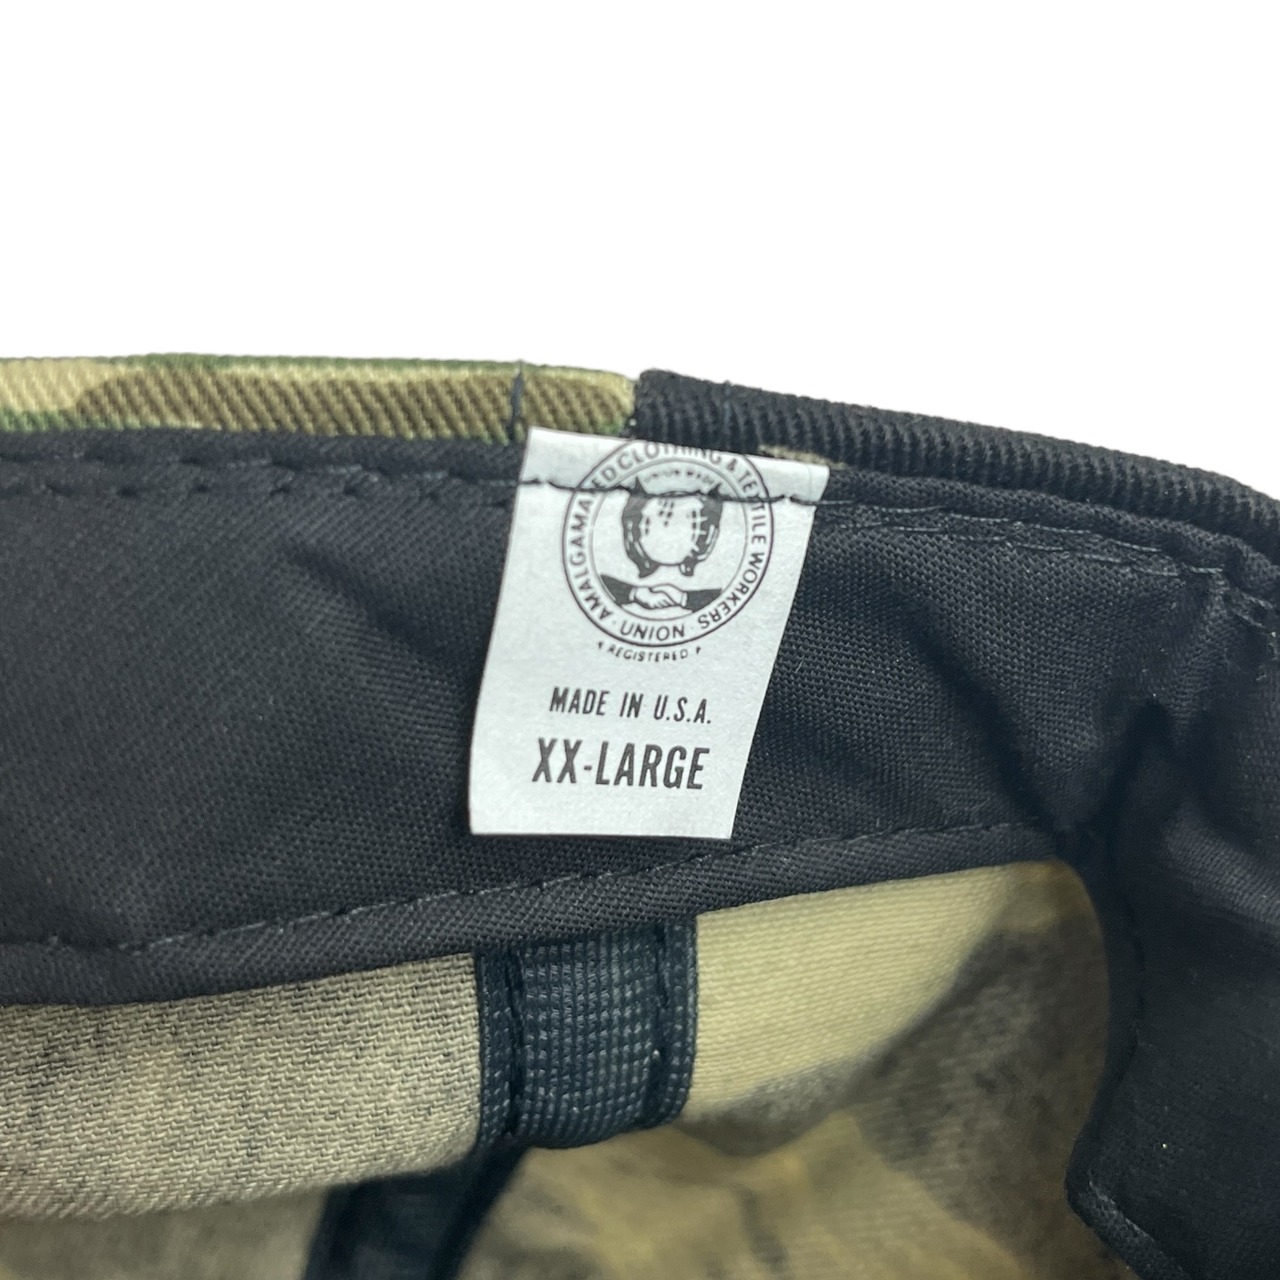 AMALGAMATED CLOTHING & TEXTILE WORKERS
· UNION ·
REGISTERED
MADE IN U.S.A.
XX-LARGE